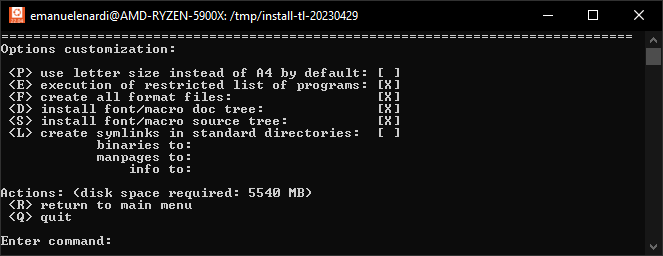 emanuelenardi@AMD-RYZEN-5900X: /tmp/install-tl-20230429
===============================================================================
Options customization:
<P> use letter size instead of A4 by default: [ ]
<E> execution of restricted list of programs: [X]
<F> create all format files:                  [X]
<D> install font/macro doc tree:              [X]
<S> install font/macro source tree:           [X]
<L> create symlinks in standard directories:  [ ]
            binaries to:
            manpages to:
                info to:
Actions: (disk space required: 5540 MB)
<R> return to main menu
<Q> quit
Enter command: